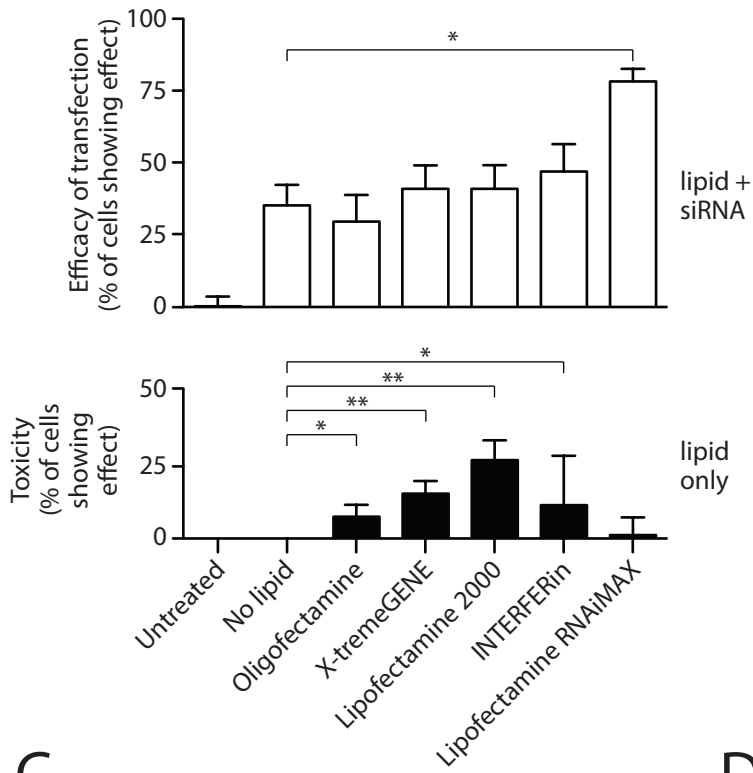 Efficacy of transfection
(% of cells showing effect)
100
75
50
25
0
*
lipid +
siRNA
Toxicity
(% of cells
showing
effect)
50
25
0
*
**
**
*
lipid
only
Untreated
No lipid
Oligofectamine
X-tremeGENE
Lipofectamine 2000
INTERFERin
Lipofectamine RNAiMAX